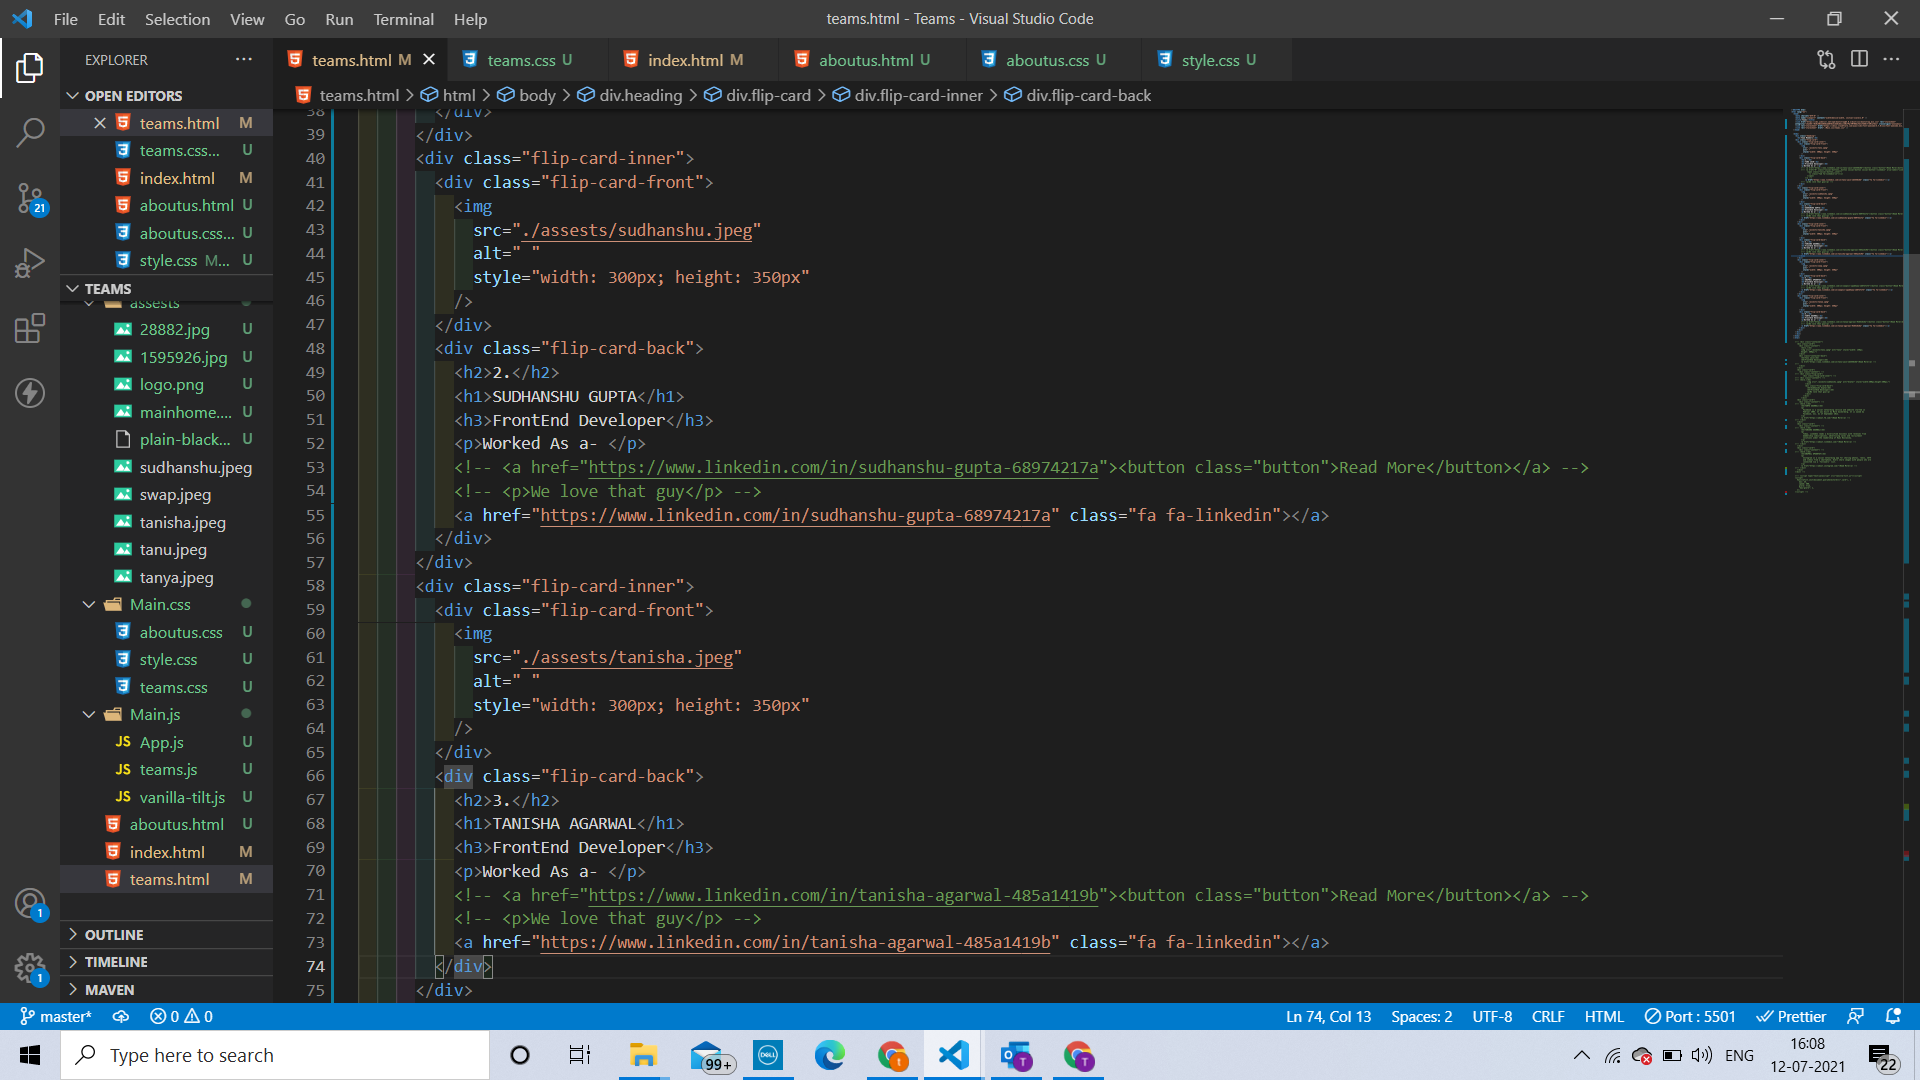 File Edit Selection View Go Run Terminal Help
teams.html - Teams - Visual Studio Code
EXPLORER
teams.html M
teams.css U
index.html M
aboutus.html U
aboutus.css U
style.css U
OPEN EDITORS
teams.html > html > body > div.heading > div.flip-card > div.flip-card-inner > div.flip-card-back
teams.html M
teams.css... U
index.html M
aboutus.html U
aboutus.css... U
style.css M... U
TEAMS
assests
28882.jpg U
1595926.jpg U
logo.png U
mainhome.... U
plain-black... U
sudhanshu.jpeg
swap.jpeg
tanisha.jpeg
tanu.jpeg
tanya.jpeg
Main.css
aboutus.css U
style.css U
teams.css U
Main.js
JS App.js U
JS teams.js U
JS vanilla-tilt.js U
aboutus.html U
index.html M
teams.html M
OUTLINE
TIMELINE
MAVEN
21
1
1
38 </div>
39 </div>
40 <div class="flip-card-inner">
41 <div class="flip-card-front">
42 <img
43 src="./assests/sudhanshu.jpeg"
44 alt=" "
45 style="width: 300px; height: 350px"
46 />
47 </div>
48 <div class="flip-card-back">
49 <h2>2.</h2>
50 <h1>SUDHANSHU GUPTA</h1>
51 <h3>FrontEnd Developer</h3>
52 <p>Worked As a- </p>
53 <!-- <a href="https://www.linkedin.com/in/sudhanshu-gupta-68974217a"><button class="button">Read More</button></a> -->
54 <!-- <p>We love that guy</p> -->
55 <a href="https://www.linkedin.com/in/sudhanshu-gupta-68974217a" class="fa fa-linkedin"></a>
56 </div>
57 </div>
58 <div class="flip-card-inner">
59 <div class="flip-card-front">
60 <img
61 src="./assests/tanisha.jpeg"
62 alt=" "
63 style="width: 300px; height: 350px"
64 />
65 </div>
66 <div class="flip-card-back">
67 <h2>3.</h2>
68 <h1>TANISHA AGARWAL</h1>
69 <h3>FrontEnd Developer</h3>
70 <p>Worked As a- </p>
71 <!-- <a href="https://www.linkedin.com/in/tanisha-agarwal-485a1419b"><button class="button">Read More</button></a> -->
72 <!-- <p>We love that guy</p> -->
73 <a href="https://www.linkedin.com/in/tanisha-agarwal-485a1419b" class="fa fa-linkedin"></a>
74 </div>
75 </div>
master* 0 0 Ln 74, Col 13 Spaces: 2 UTF-8 CRLF HTML Port : 5501 Prettier
Type here to search
99+
DELL
t
T
T
ENG
16:08
12-07-2021
22